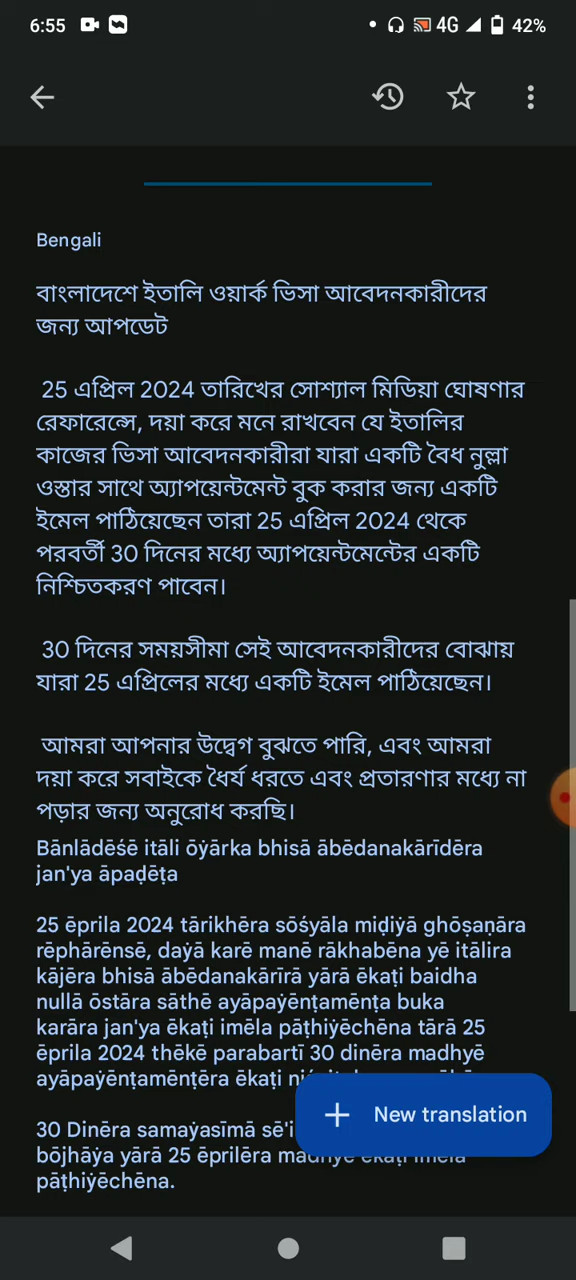 6:55
4G
42%
Bengali
বাংলাদেশে ইতালি ওয়ার্ক ভিসা আবেদনকারীদের
জন্য আপডেট
25 এপ্রিল 2024 তারিখের সোশ্যাল মিডিয়া ঘোষণার
রেফারেন্সে, দয়া করে মনে রাখবেন যে ইতালির
কাজের ভিসা আবেদনকারীরা যারা একটি বৈধ নুল্লা
ওস্তার সাথে অ্যাপয়েন্টমেন্ট বুক করার জন্য একটি
ইমেল পাঠিয়েছেন তারা 25 এপ্রিল 2024 থেকে
পরবর্তী 30 দিনের মধ্যে অ্যাপয়েন্টমেন্টের একটি
নিশ্চিতকরণ পাবেন।
30 দিনের সময়সীমা সেই আবেদনকারীদের বোঝায়
যারা 25 এপ্রিলের মধ্যে একটি ইমেল পাঠিয়েছেন।
আমরা আপনার উদ্বেগ বুঝতে পারি, এবং আমরা
দয়া করে সবাইকে ধৈর্য ধরতে এবং প্রতারণার মধ্যে না
পড়ার জন্য অনুরোধ করছি।
Bānlādēśē itāli ōẏārka bhisā ābēdanakārīdēra
jan'ya āpaḍēṭa
25 ēprila 2024 tārikhēra sōśyāla miḍiẏā ghōṣaṇāra
rēphārēnsē, daẏā karē manē rākhabēna yē itālira
kājēra bhisā ābēdanakārīrā yārā ēkaṭi baidha
nullā ōstāra sāthē ayāpaẏēnṭamēnṭa buka
karāra jan'ya ēkaṭi imēla pāṭhiẏēchēna tārā 25
ēprila 2024 thēkē parabartī 30 dinēra madhyē
ayāpaẏēnṭamēnṭēra ēkaṭi
30 Dinēra samaẏasīmā sē'i
bōjhāẏa yārā 25 ēprilēra madhyē ēkaṭi imēla
pāṭhiẏēchēna.
New translation